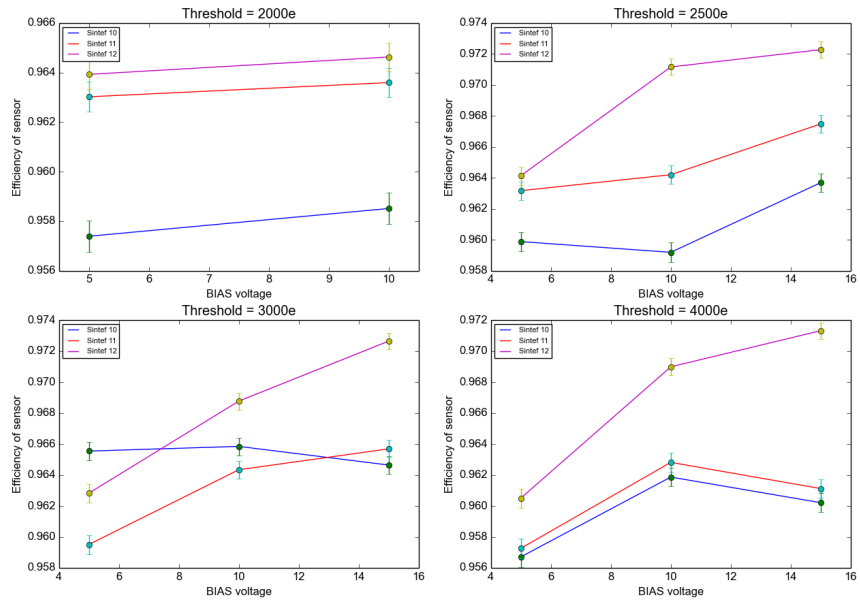 Threshold = 2000e
0.966
0.964
0.962
0.960
0.958
0.956
Efficiency of sensor
Sintef 10
Sintef 11
Sintef 12
5 6 7 8 9 10
BIAS voltage
Threshold = 2500e
0.974
0.972
0.970
0.968
0.966
0.964
0.962
0.960
0.958
Efficiency of sensor
Sintef 10
Sintef 11
Sintef 12
4 6 8 10 12 14 16
BIAS voltage
Threshold = 3000e
0.974
0.972
0.970
0.968
0.966
0.964
0.962
0.960
0.958
Efficiency of sensor
Sintef 10
Sintef 11
Sintef 12
4 6 8 10 12 14 16
BIAS voltage
Threshold = 4000e
0.972
0.970
0.968
0.966
0.964
0.962
0.960
0.958
0.956
Efficiency of sensor
Sintef 10
Sintef 11
Sintef 12
4 6 8 10 12 14 16
BIAS voltage